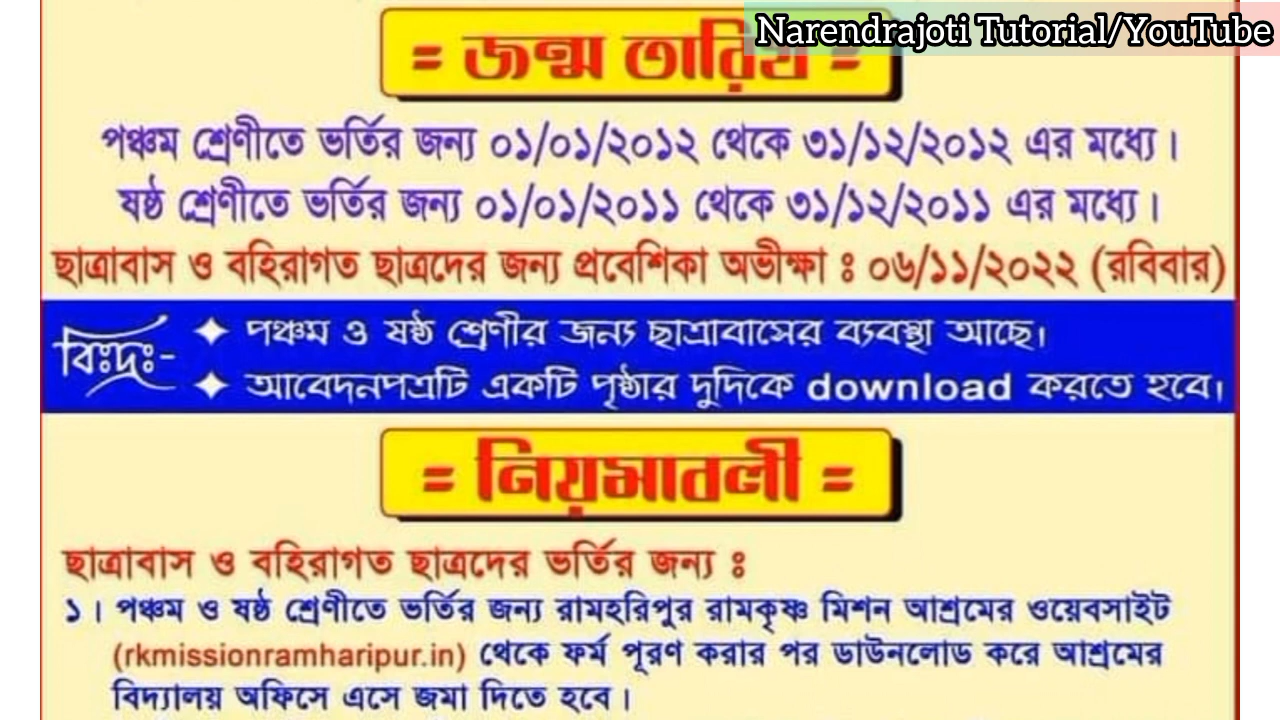 Narendrajoti Tutorial/YouTube
= জন্ম তারিখ =
পঞ্চম শ্রেণীতে ভর্তির জন্য ০১/০১/২০১২ থেকে ৩১/১২/২০১২ এর মধ্যে।
ষষ্ঠ শ্রেণীতে ভর্তির জন্য ০১/০১/২০১১ থেকে ৩১/১২/২০১১ এর মধ্যে।
ছাত্রাবাস ও বহিরাগত ছাত্রদের জন্য প্রবেশিকা অভীক্ষা ঃ ০৬/১১/২০২২ (রবিবার)
বিঃদ্রঃ- ✦ পঞ্চম ও ষষ্ঠ শ্রেণীর জন্য ছাত্রাবাসের ব্যবস্থা আছে।
✦ আবেদনপত্রটি একটি পৃষ্ঠার দুদিকে download করতে হবে।
= নিয়মাবলী =
ছাত্রাবাস ও বহিরাগত ছাত্রদের ভর্তির জন্য ঃ
১। পঞ্চম ও ষষ্ঠ শ্রেণীতে ভর্তির জন্য রামহরিপুর রামকৃষ্ণ মিশন আশ্রমের ওয়েবসাইট
(rkmissionramharipur.in) থেকে ফর্ম পূরণ করার পর ডাউনলোড করে আশ্রমের
বিদ্যালয় অফিসে এসে জমা দিতে হবে।